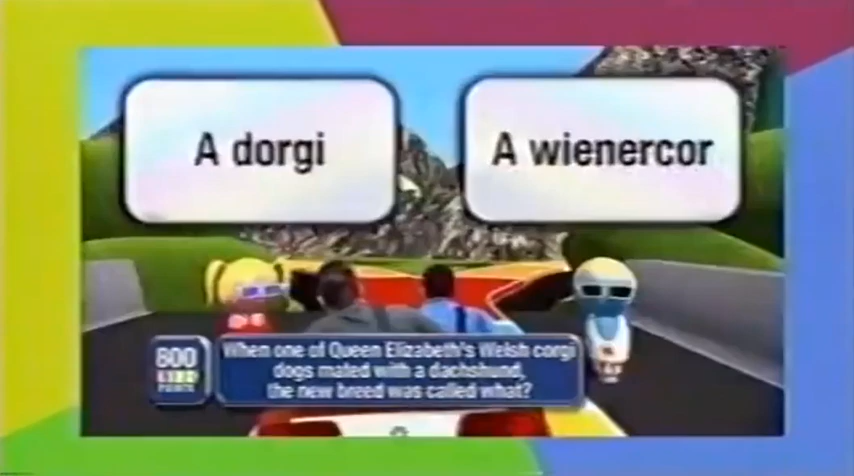 A dorgi
A wienercor
800
When one of Queen Elizabeth's Welsh corgi
dogs mated with a dachshund,
the new breed was called what?